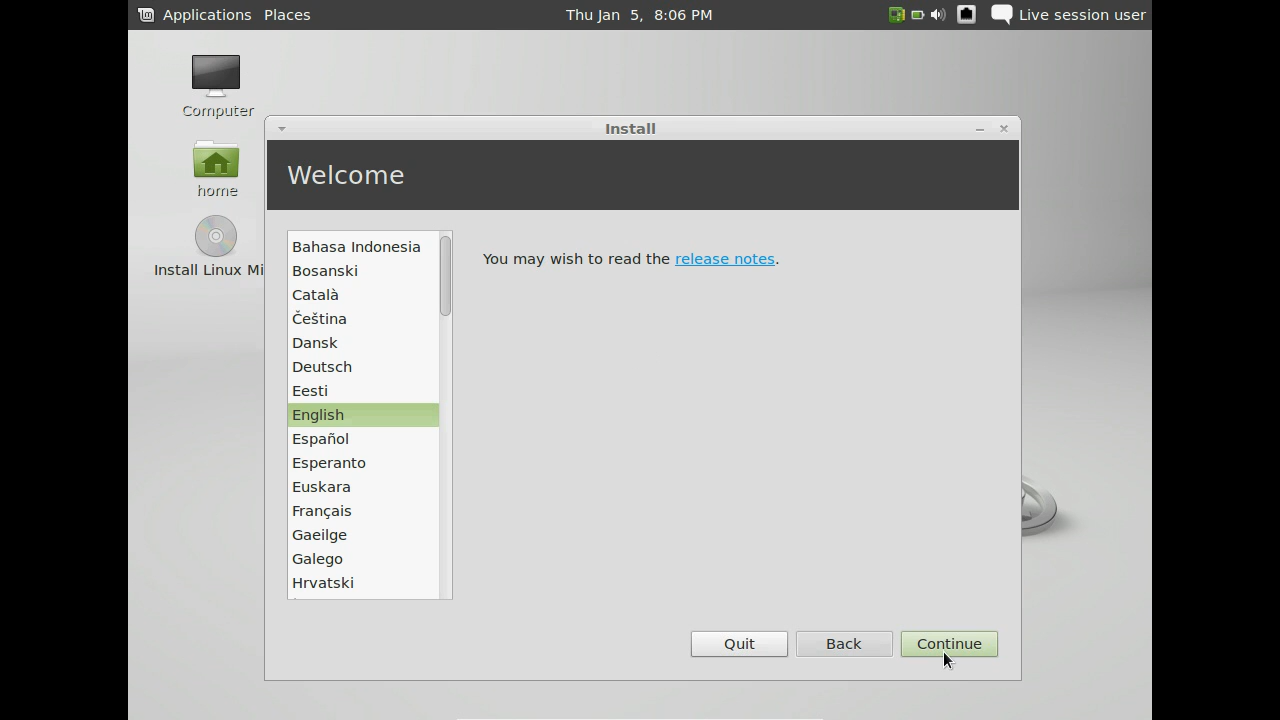 Applications Places Thu Jan 5, 8:06 PM Live session user
Computer
home
Install Linux Mi
Install
Welcome
Bahasa Indonesia
Bosanski
Català
Čeština
Dansk
Deutsch
Eesti
English
Español
Esperanto
Euskara
Français
Gaeilge
Galego
Hrvatski
You may wish to read the release notes.
Quit Back Continue